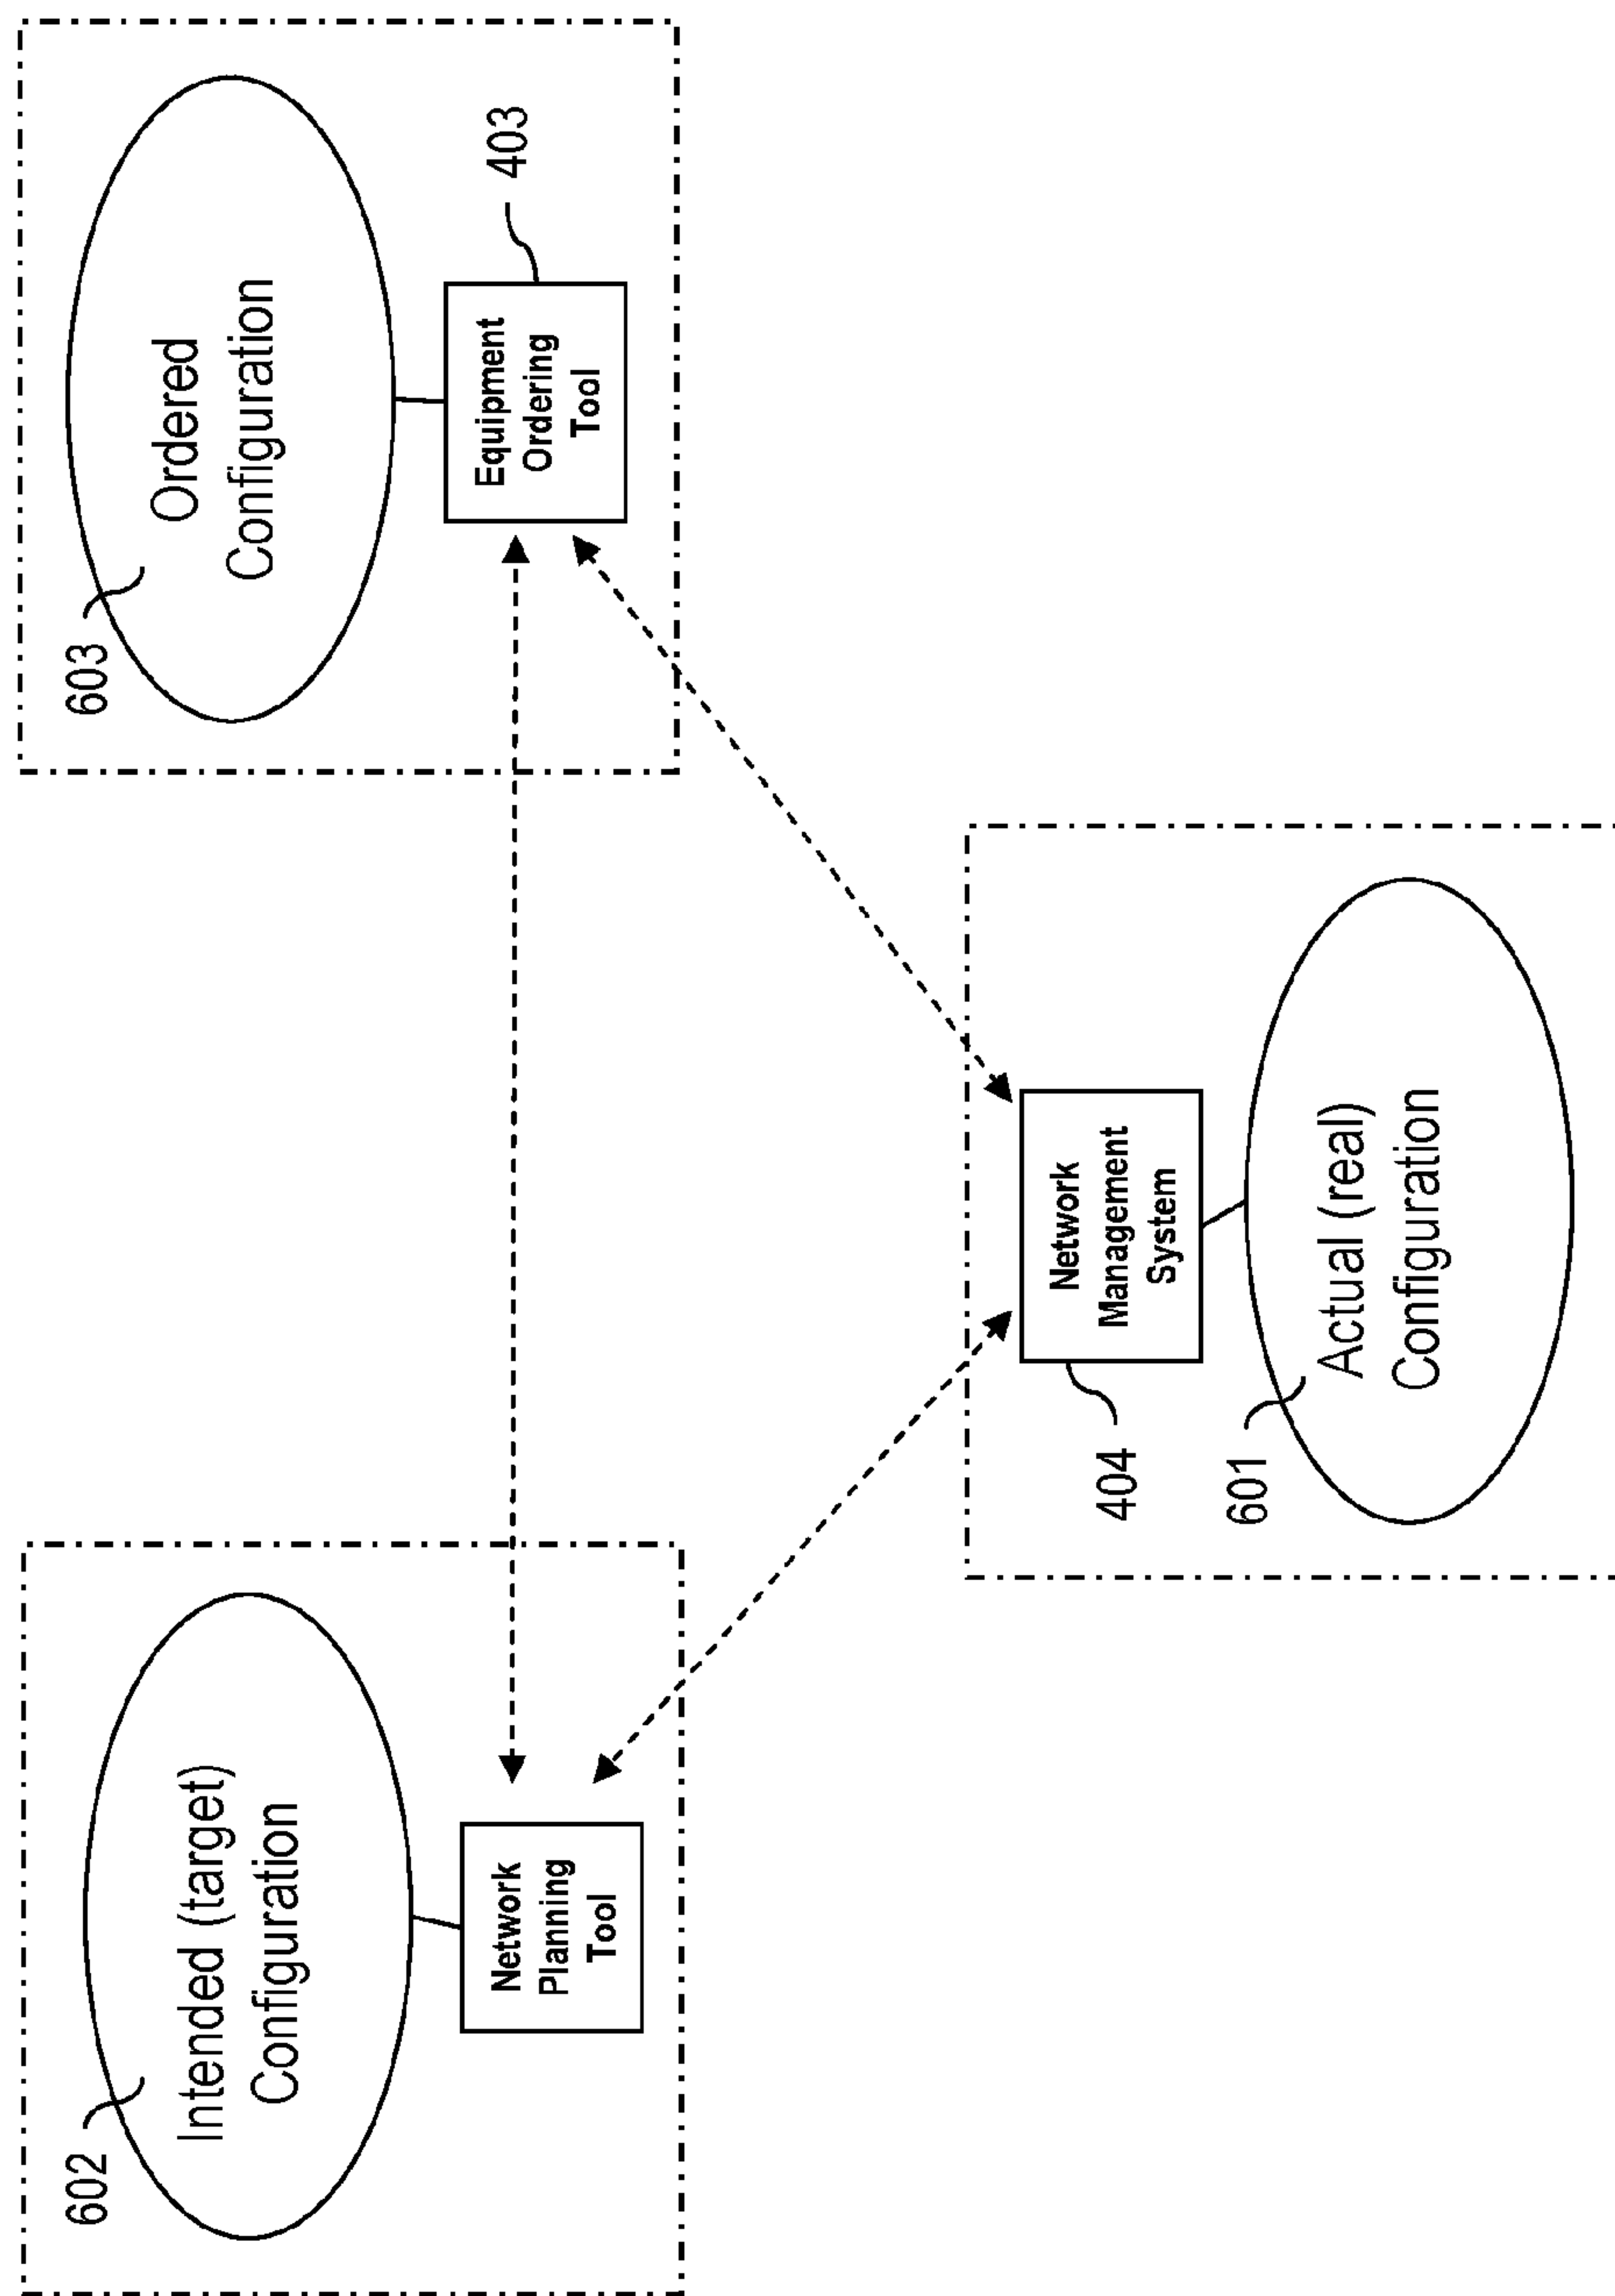 602
Intended (target)
Configuration
Network
Planning
Tool
603
Ordered
Configuration
Equipment
Ordering
Tool
403
404
Network
Management
System
601
Actual (real)
Configuration